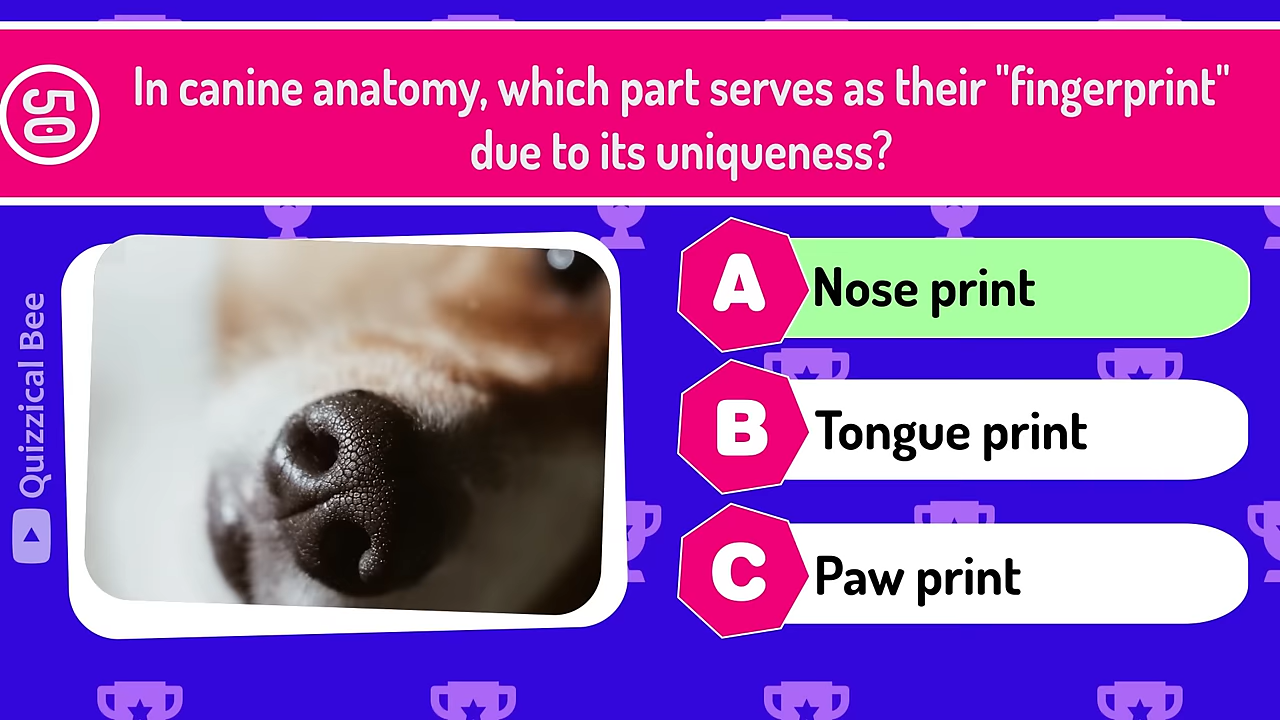 50
In canine anatomy, which part serves as their "fingerprint"
due to its uniqueness?
Quizzical Bee
A
Nose print
B
Tongue print
C
Paw print